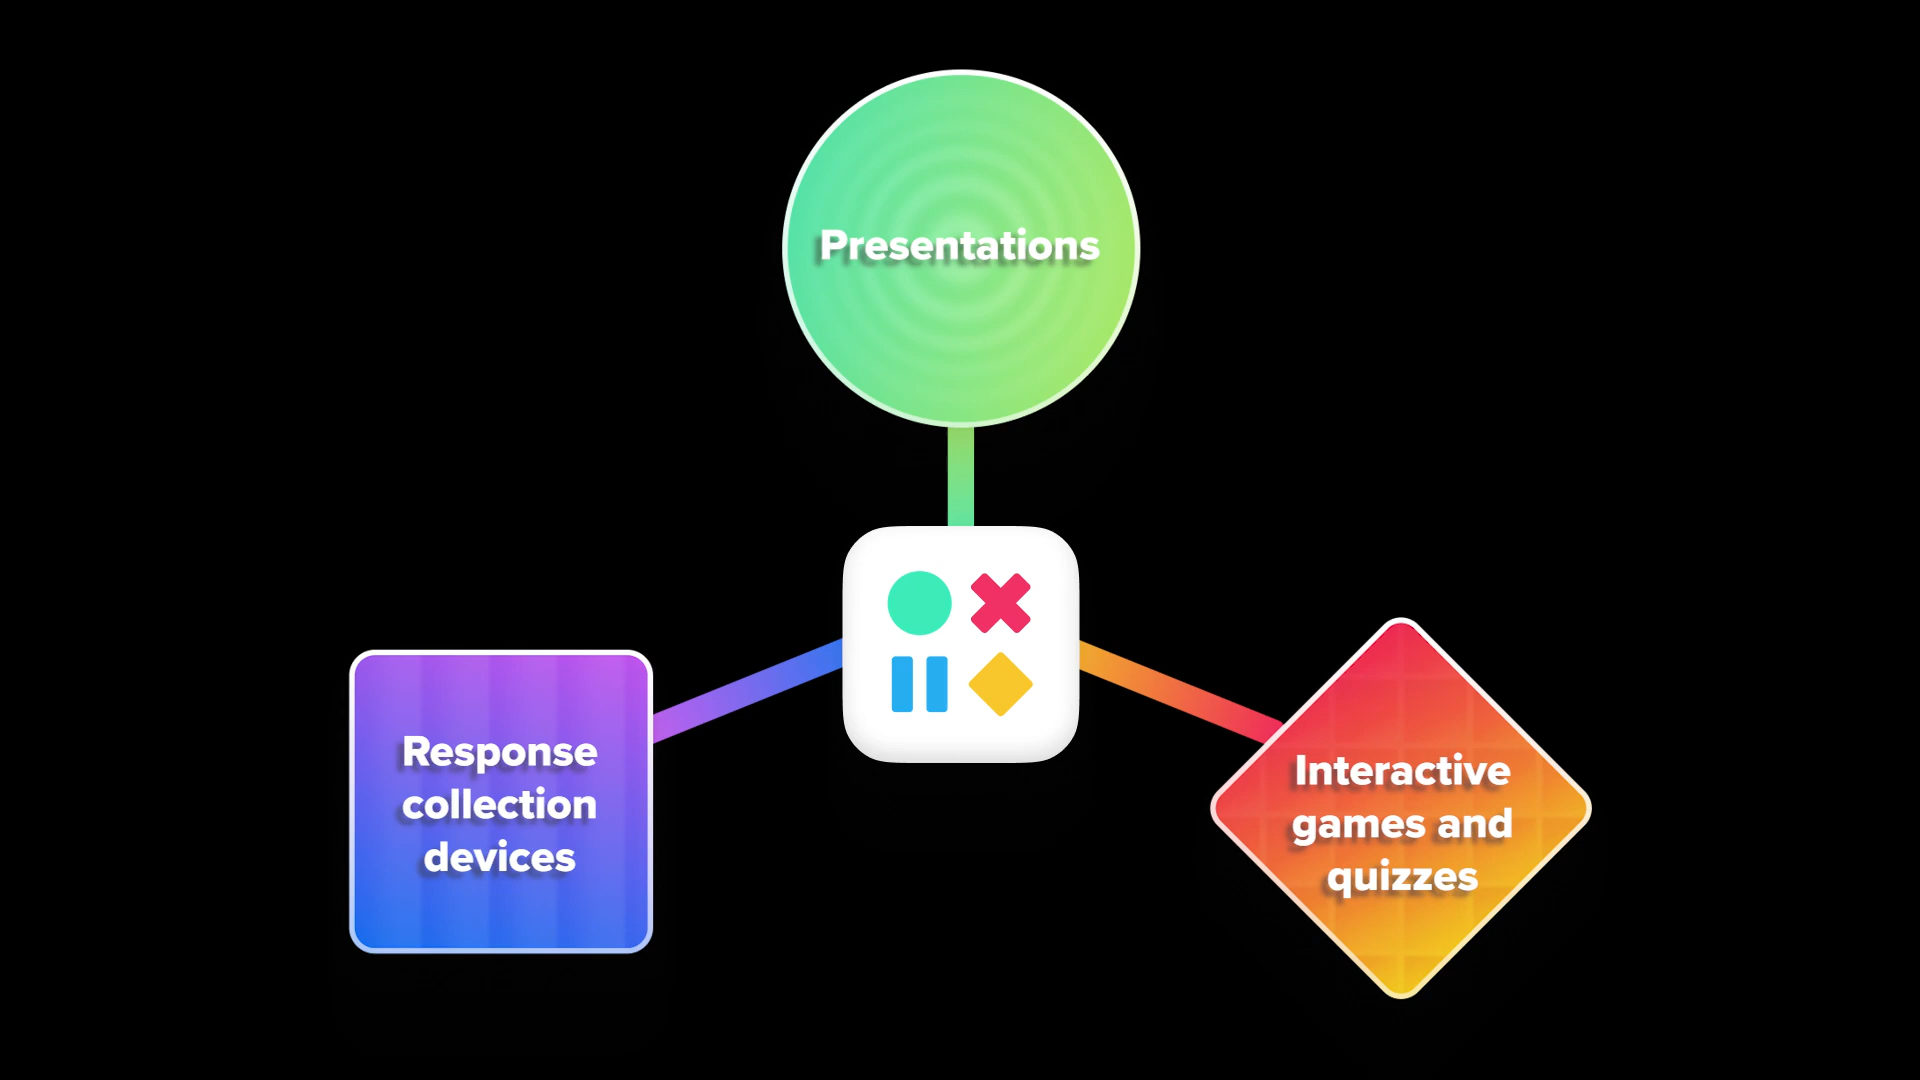 Presentations
Response
collection
devices
Interactive
games and
quizzes